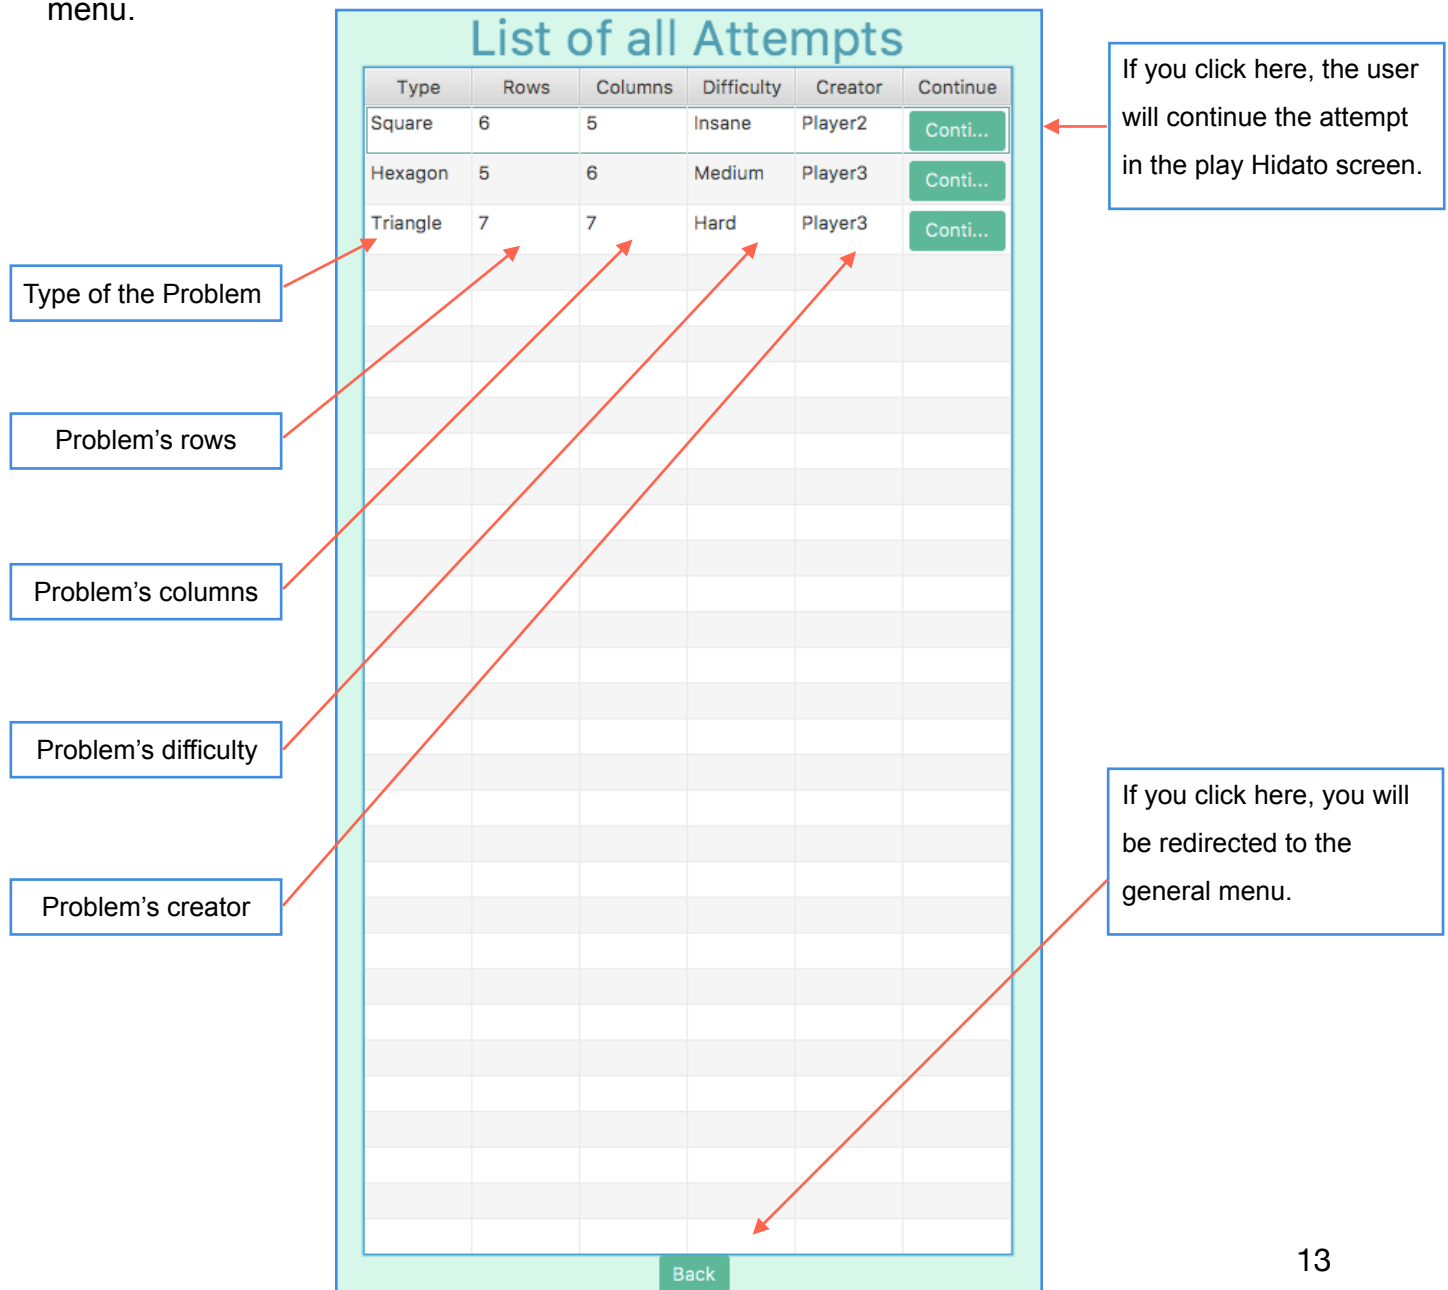 menu.
List of all Attempts
Type Rows Columns Difficulty Creator Continue
Square 6 5 Insane Player2 Conti...
Hexagon 5 6 Medium Player3 Conti...
Triangle 7 7 Hard Player3 Conti...
If you click here, the user
will continue the attempt
in the play Hidato screen.
Type of the Problem
Problem’s rows
Problem’s columns
Problem’s difficulty
Problem’s creator
If you click here, you will
be redirected to the
general menu.
Back
13